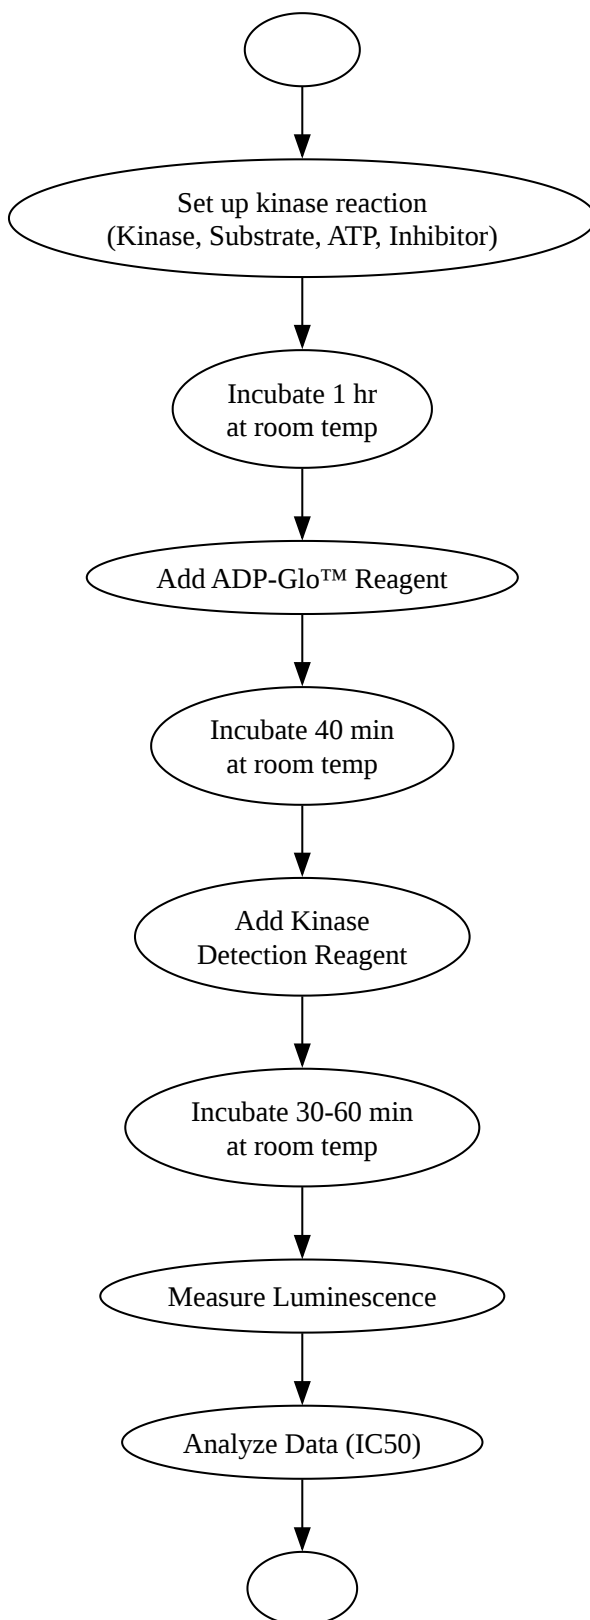 Set up kinase reaction
(Kinase, Substrate, ATP, Inhibitor)
Incubate 1 hr
at room temp
Add ADP-Glo™ Reagent
Incubate 40 min
at room temp
Add Kinase
Detection Reagent
Incubate 30-60 min
at room temp
Measure Luminescence
Analyze Data (IC50)